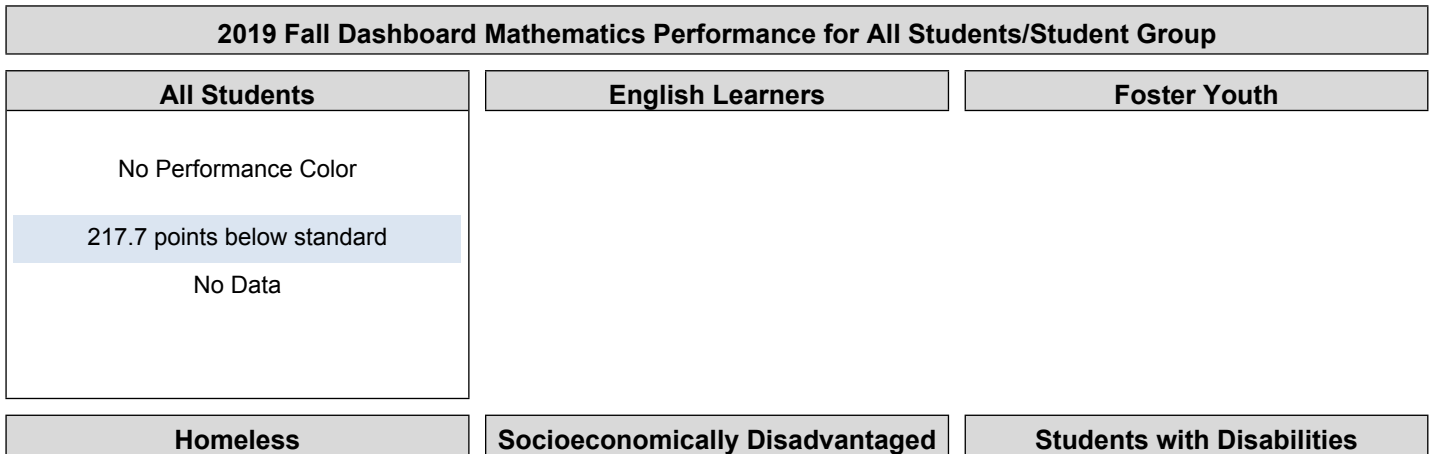 2019 Fall Dashboard Mathematics Performance for All Students/Student Group
All Students
English Learners
Foster Youth
No Performance Color
217.7 points below standard
No Data
Homeless
Socioeconomically Disadvantaged
Students with Disabilities